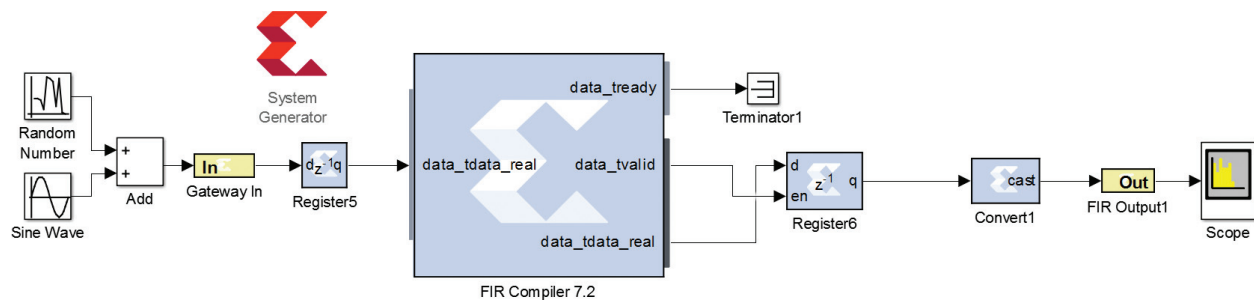 Random
Number
Sine Wave
+
+
Add
In
Gateway In
System
Generator
d z⁻¹ q
Register5
data_tdata_real
data_tready
data_tvalid
data_tdata_real
FIR Compiler 7.2
Terminator1
d
en
z⁻¹
q
Register6
cast
Convert1
Out
FIR Output1
Scope